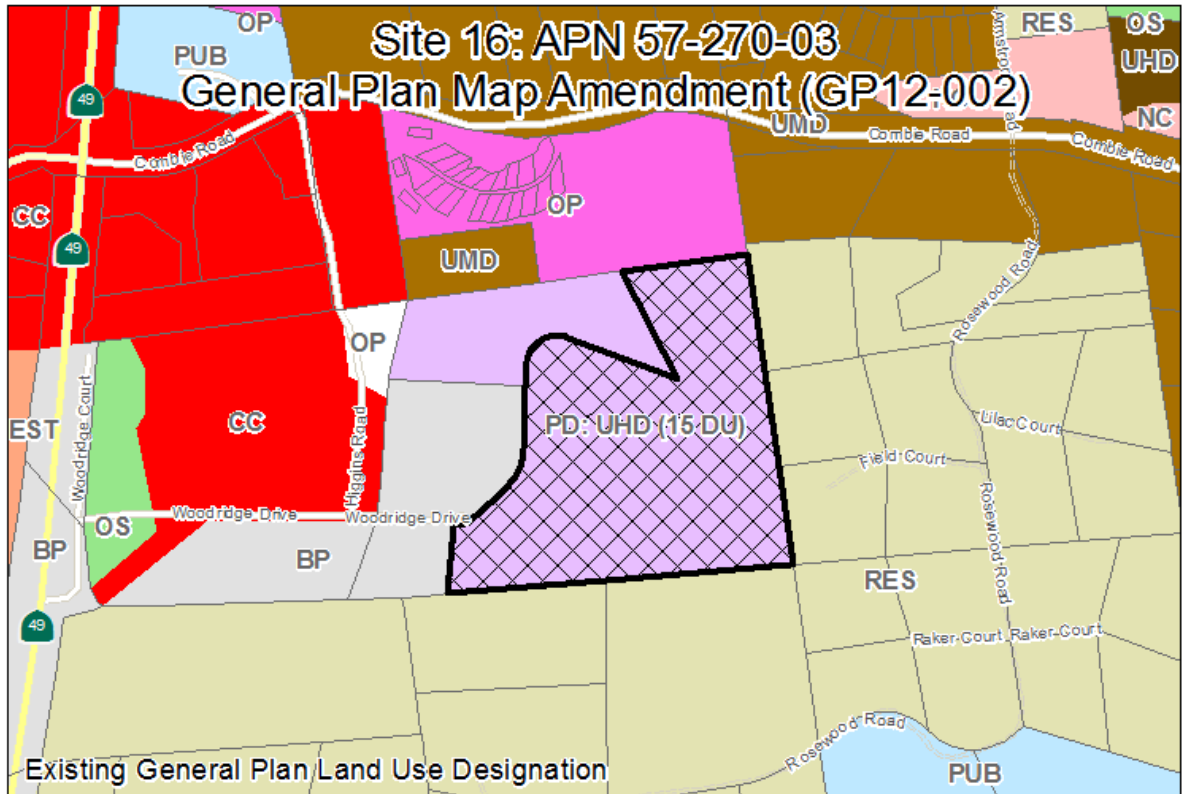 OP
RES
OS
Site 16: APN 57-270-03
PUB
UHD
General Plan Map Amendment (GP12-002)
49
Armstro
ad
NC
UMD
Combie Road
Combie Road
Combie Road
CC
OP
49
UMD
Rosewood Road
OP
Woodridge Court
CC
EST
PD: UHD (15 DU)
Lilac Court
Higgins Road
Field Court
Woodridge Drive
Woodridge Drive
OS
Rosewood Road
BP
BP
RES
49
Raker Court
Raker Court
Rosewood Road
Existing General Plan Land Use Designation
PUB